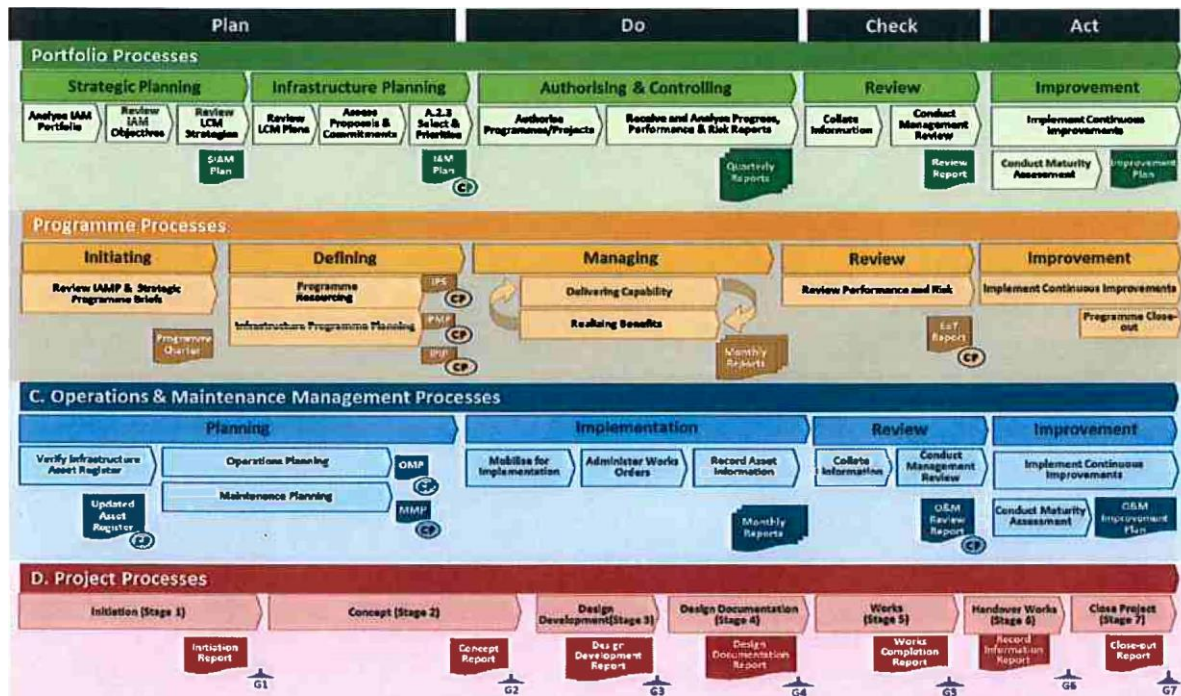 Plan
Do
Check
Act
Portfolio Processes
Strategic Planning
Infrastructure Planning
Authorising & Controlling
Review
Improvement
Analyse IAM
Portfolio
Review
IAM
Objectives
Review
LCM
Strategies
Review
LCM Plans
Assess
Proposals &
Commitments
A.2.3
Select &
Prioritise
Authorise
Programmes/Projects
Receive and Analyse Progress,
Performance & Risk Reports
Collate
Information
Conduct
Management
Review
Implement Continuous
Improvements
SIAM
Plan
IAM
Plan
CP
Quarterly
Reports
Review
Report
Conduct Maturity
Assessment
Improvement
Plan
Programme Processes
Initiating
Defining
Managing
Review
Improvement
Review IAMP & Strategic
Programme Briefs
Programme
Resourcing
IPS
CP
Delivering Capability
Review Performance and Risk
Implement Continuous Improvements
Infrastructure Programme Planning
IPMP
CP
Realizing Benefits
Programme Close-
out
Programme
Charter
IPIP
CP
Monthly
Reports
EoY
Report
CP
C. Operations & Maintenance Management Processes
Planning
Implementation
Review
Improvement
Verify Infrastructure
Asset Register
Operations Planning
OMP
CP
Mobilise for
Implementation
Administer Works
Orders
Record Asset
Information
Collate
Information
Conduct
Management
Review
Implement Continuous
Improvements
Maintenance Planning
MMP
CP
Updated
Asset
Register
CP
Monthly
Reports
O&M
Review
Report
CP
Conduct Maturity
Assessment
O&M
Improvement
Plan
D. Project Processes
Initiation (Stage 1)
Concept (Stage 2)
Design
Development(Stage 3)
Design Documentation
(Stage 4)
Works
(Stage 5)
Handover Works
(Stage 6)
Close Project
(Stage 7)
Initiation
Report
Concept
Report
Design
Development
Report
Design
Documentation
Report
Works
Completion
Report
Record
Information
Report
Close-out
Report
G1
G2
G3
G4
G5
G6
G7